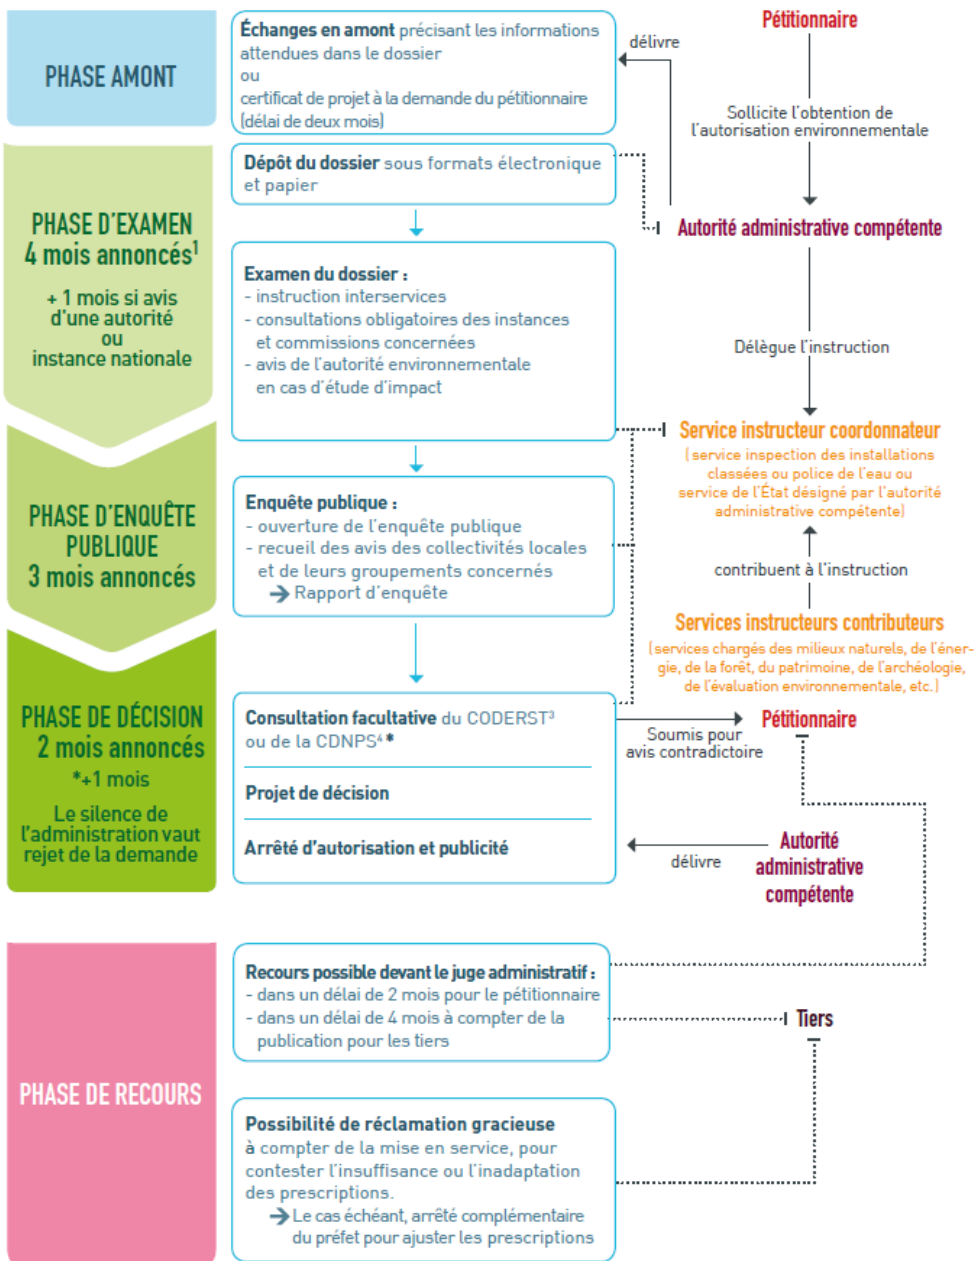 PHASE AMONT
Échanges en amont précisant les informations
attendues dans le dossier
ou
certificat de projet à la demande du pétitionnaire
(délai de deux mois)
délivre
Pétitionnaire
Sollicite l'obtention de
l'autorisation environnementale
Autorité administrative compétente
PHASE D'EXAMEN
4 mois annoncés¹
+ 1 mois si avis
d'une autorité
ou
instance nationale
Dépôt du dossier sous formats électronique
et papier
Examen du dossier :
- instruction interservices
- consultations obligatoires des instances
et commissions concernées
- avis de l'autorité environnementale
en cas d'étude d'impact
Délègue l'instruction
Service instructeur coordonnateur
(service inspection des installations
classées ou police de l'eau ou
service de l'État désigné par l'autorité
administrative compétente)
PHASE D'ENQUÊTE
PUBLIQUE
3 mois annoncés
Enquête publique :
- ouverture de l'enquête publique
- recueil des avis des collectivités locales
et de leurs groupements concernés
→ Rapport d'enquête
contribuent à l'instruction
Services instructeurs contributeurs
(services chargés des milieux naturels, de l'éner-
gie, de la forêt, du patrimoine, de l'archéologie,
de l'évaluation environnementale, etc.)
PHASE DE DÉCISION
2 mois annoncés
*+1 mois
Le silence de
l'administration vaut
rejet de la demande
Consultation facultative du CODERST³
ou de la CDNPS⁴*
Projet de décision
Arrêté d'autorisation et publicité
Soumis pour
avis contradictoire
Pétitionnaire
délivre
Autorité
administrative
compétente
PHASE DE RECOURS
Recours possible devant le juge administratif :
- dans un délai de 2 mois pour le pétitionnaire
- dans un délai de 4 mois à compter de la
publication pour les tiers
Tiers
Possibilité de réclamation gracieuse
à compter de la mise en service, pour
contester l'insuffisance ou l'inadaptation
des prescriptions.
→ Le cas échéant, arrêté complémentaire
du préfet pour ajuster les prescriptions